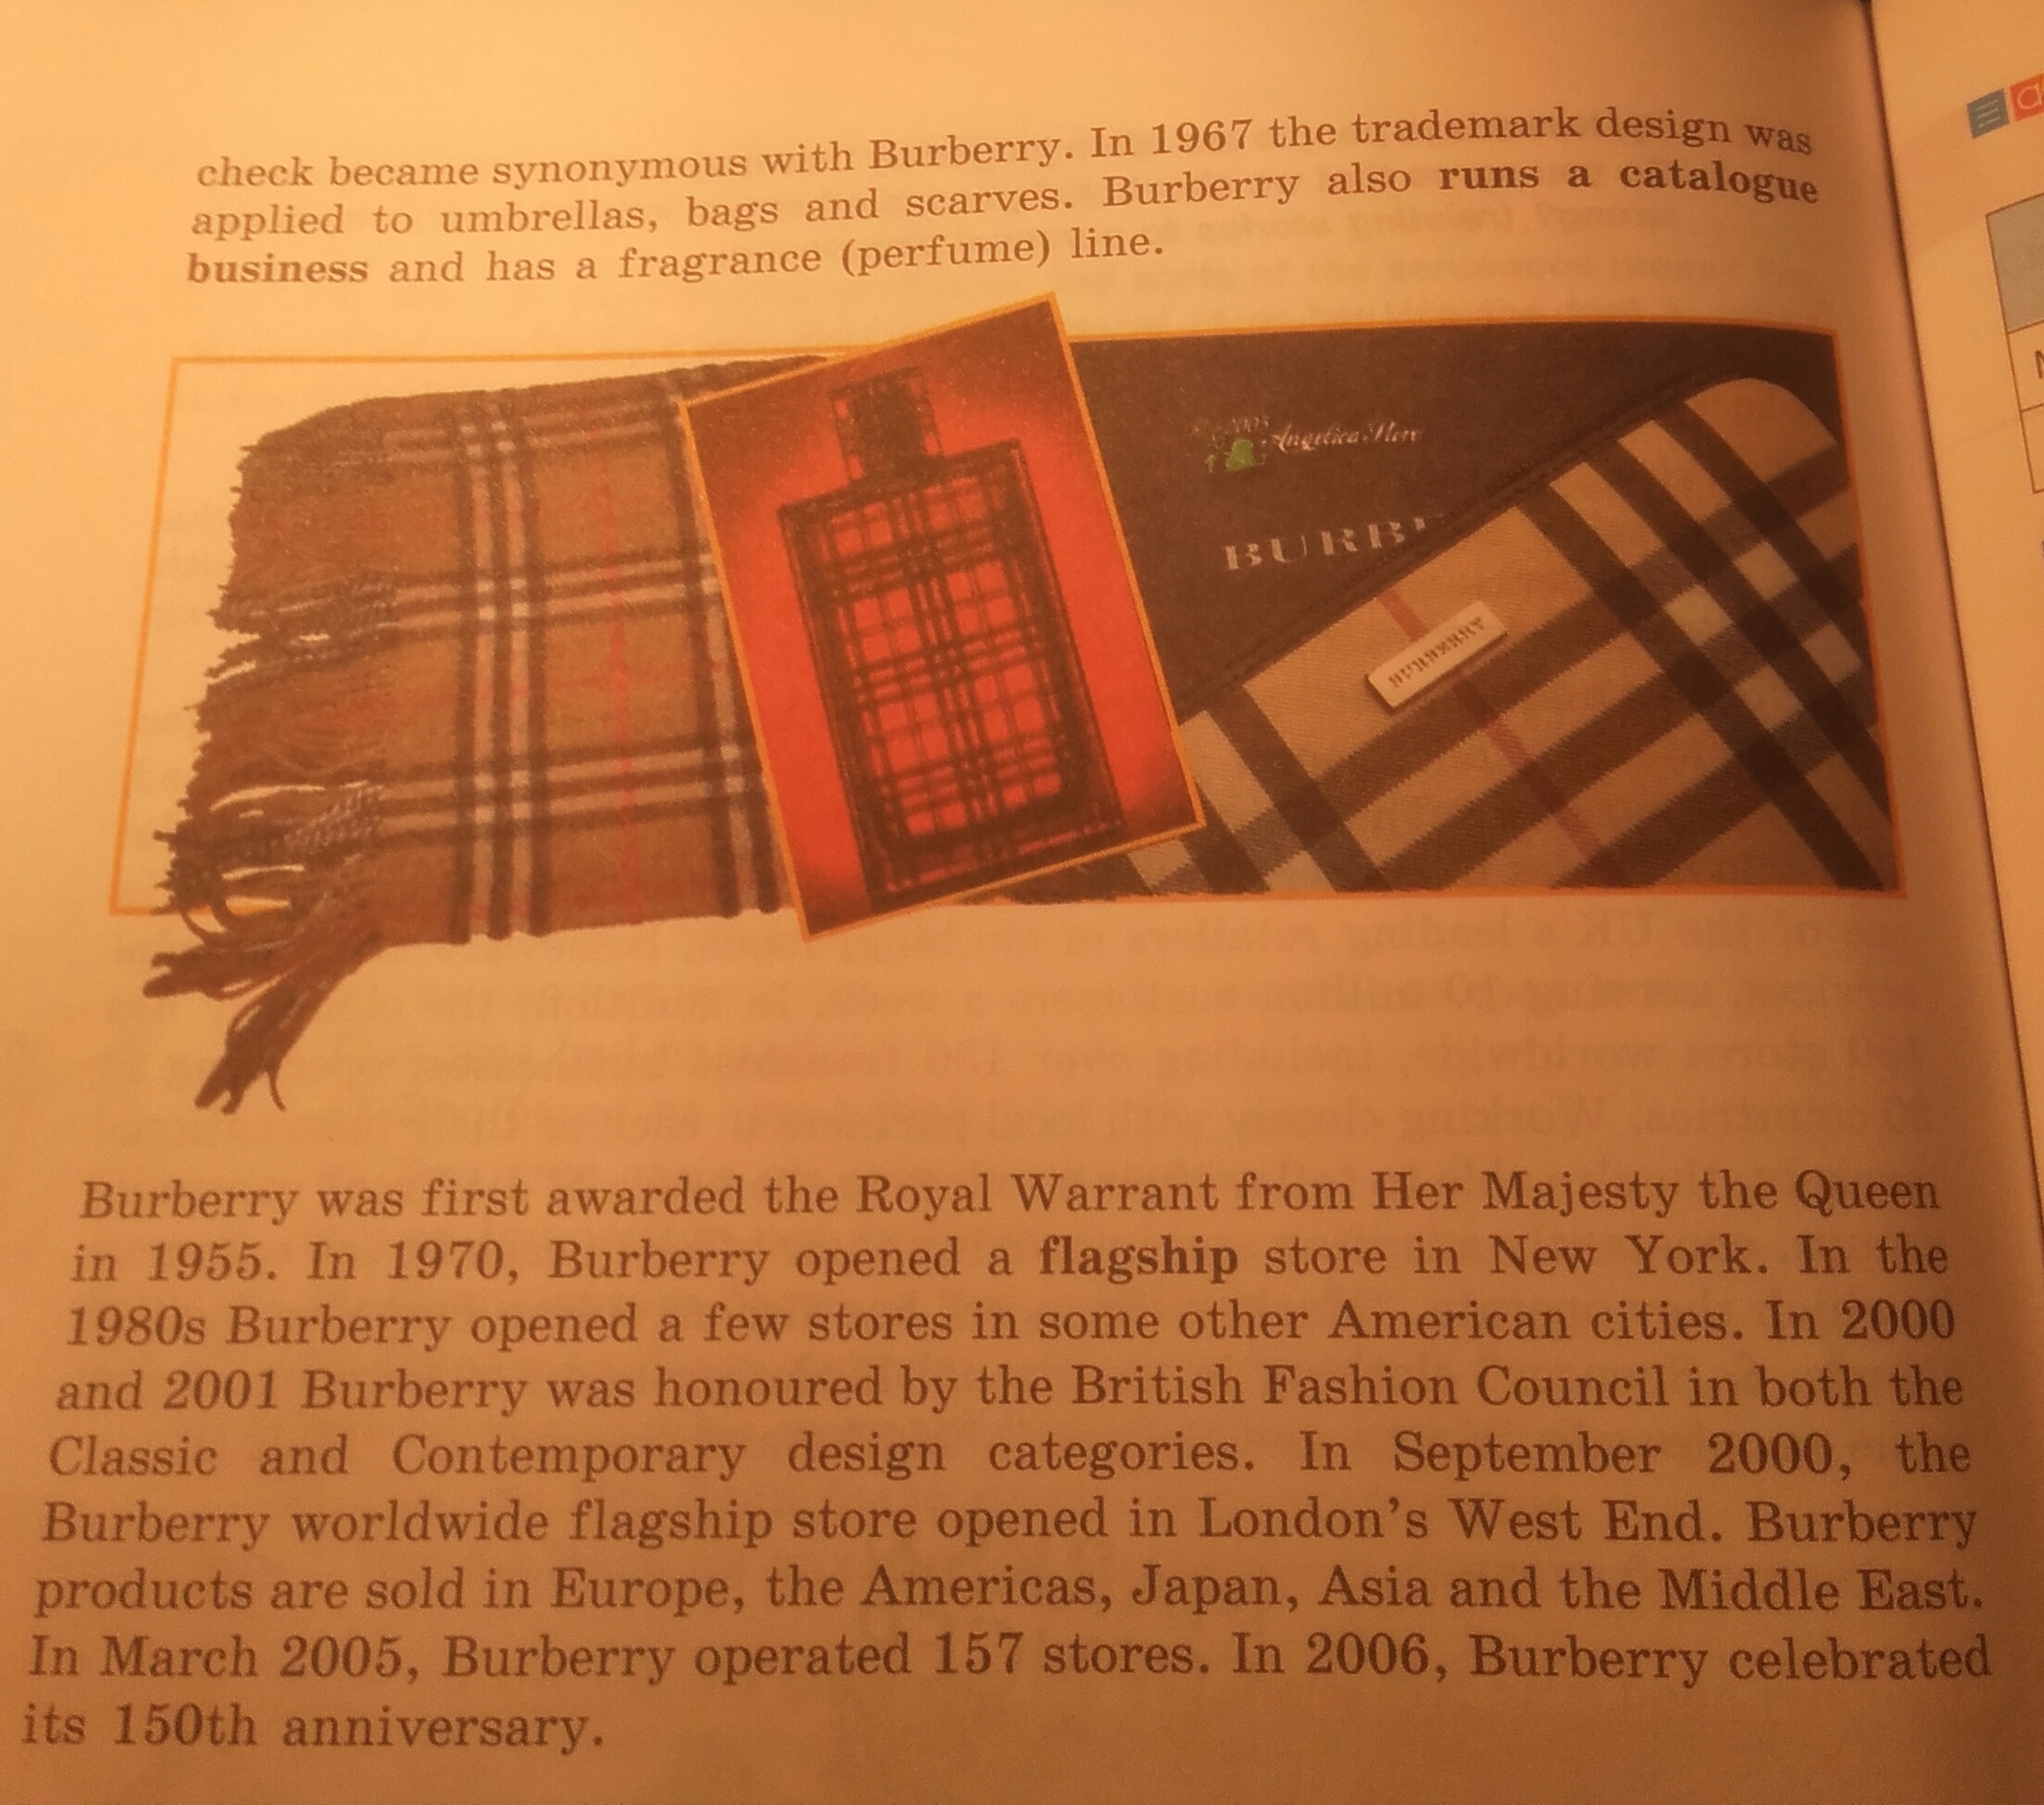 check became synonymous with Burberry. In 1967 the trademark design was
applied to umbrellas, bags and scarves. Burberry also runs a catalogue
business and has a fragrance (perfume) line.
2005 Angelica Store
BURBE
BURBERRY
Burberry was first awarded the Royal Warrant from Her Majesty the Queen
in 1955. In 1970, Burberry opened a flagship store in New York. In the
1980s Burberry opened a few stores in some other American cities. In 2000
and 2001 Burberry was honoured by the British Fashion Council in both the
Classic and Contemporary design categories. In September 2000, the
Burberry worldwide flagship store opened in London's West End. Burberry
products are sold in Europe, the Americas, Japan, Asia and the Middle East.
In March 2005, Burberry operated 157 stores. In 2006, Burberry celebrated
its 150th anniversary.